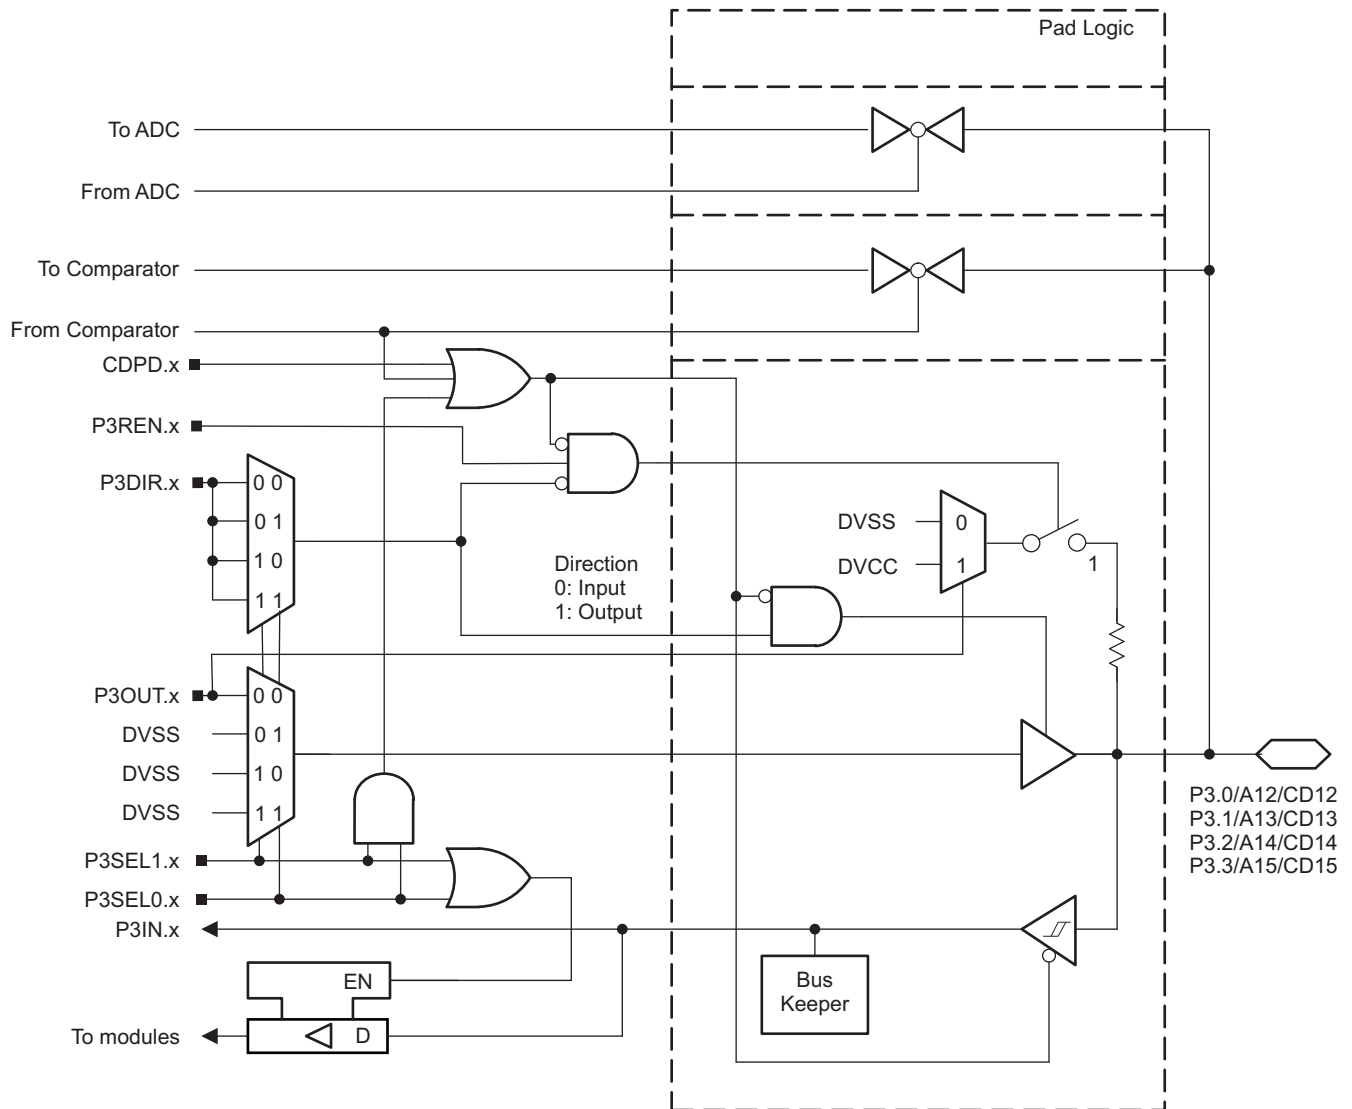 Pad Logic
To ADC
From ADC
To Comparator
From Comparator
CDPD.x
P3REN.x
P3DIR.x
0 0
0 1
1 0
1 1
Direction
0: Input
1: Output
DVSS
0
DVCC
1
1
P3OUT.x
0 0
DVSS
0 1
DVSS
1 0
DVSS
1 1
P3.0/A12/CD12
P3.1/A13/CD13
P3.2/A14/CD14
P3.3/A15/CD15
P3SEL1.x
P3SEL0.x
P3IN.x
EN
Bus
Keeper
To modules
D